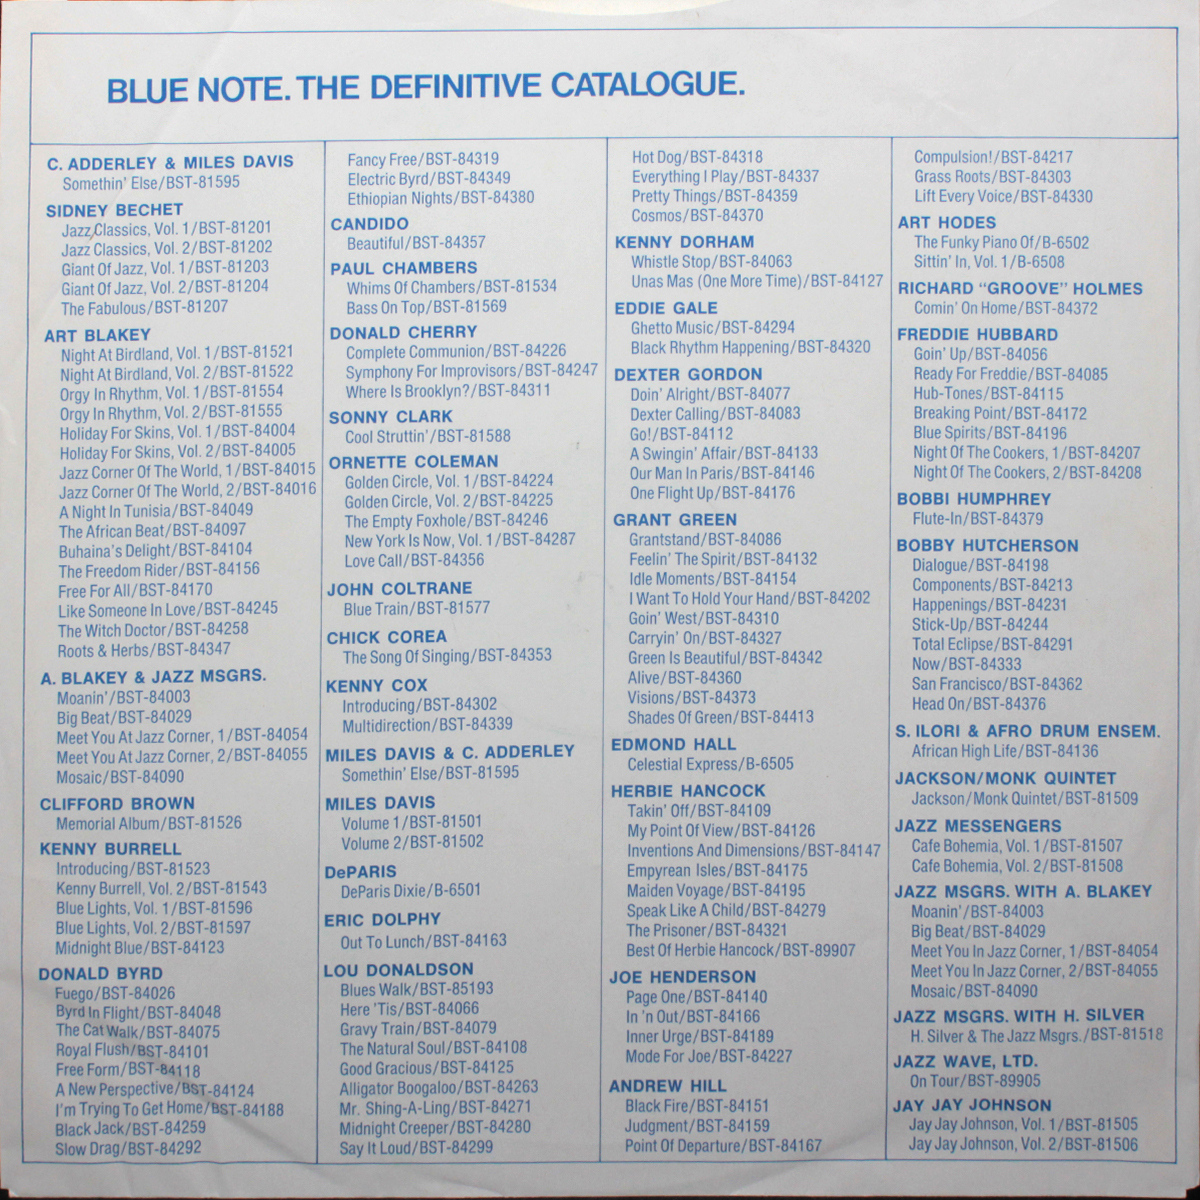 BLUE NOTE. THE DEFINITIVE CATALOGUE.
C. ADDERLEY & MILES DAVIS
Somethin' Else/BST-81595
SIDNEY BECHET
Jazz Classics, Vol. 1/BST-81201
Jazz Classics, Vol. 2/BST-81202
Giant Of Jazz, Vol. 1/BST-81203
Giant Of Jazz, Vol. 2/BST-81204
The Fabulous/BST-81207
ART BLAKEY
Night At Birdland, Vol. 1/BST-81521
Night At Birdland, Vol. 2/BST-81522
Orgy In Rhythm, Vol. 1/BST-81554
Orgy In Rhythm, Vol. 2/BST-81555
Holiday For Skins, Vol. 1/BST-84004
Holiday For Skins, Vol. 2/BST-84005
Jazz Corner Of The World, 1/BST-84015
Jazz Corner Of The World, 2/BST-84016
A Night In Tunisia/BST-84049
The African Beat/BST-84097
Buhaina's Delight/BST-84104
The Freedom Rider/BST-84156
Free For All/BST-84170
Like Someone In Love/BST-84245
The Witch Doctor/BST-84258
Roots & Herbs/BST-84347
A. BLAKEY & JAZZ MSGRS.
Moanin'/BST-84003
Big Beat/BST-84029
Meet You At Jazz Corner, 1/BST-84054
Meet You At Jazz Corner, 2/BST-84055
Mosaic/BST-84090
CLIFFORD BROWN
Memorial Album/BST-81526
KENNY BURRELL
Introducing/BST-81523
Kenny Burrell, Vol. 2/BST-81543
Blue Lights, Vol. 1/BST-81596
Blue Lights, Vol. 2/BST-81597
Midnight Blue/BST-84123
DONALD BYRD
Fuego/BST-84026
Byrd In Flight/BST-84048
The Cat Walk/BST-84075
Royal Flush/BST-84101
Free Form/BST-84118
A New Perspective/BST-84124
I'm Trying To Get Home/BST-84188
Black Jack/BST-84259
Slow Drag/BST-84292
Fancy Free/BST-84319
Electric Byrd/BST-84349
Ethiopian Nights/BST-84380
CANDIDO
Beautiful/BST-84357
PAUL CHAMBERS
Whims Of Chambers/BST-81534
Bass On Top/BST-81569
DONALD CHERRY
Complete Communion/BST-84226
Symphony For Improvisors/BST-84247
Where Is Brooklyn?/BST-84311
SONNY CLARK
Cool Struttin'/BST-81588
ORNETTE COLEMAN
Golden Circle, Vol. 1/BST-84224
Golden Circle, Vol. 2/BST-84225
The Empty Foxhole/BST-84246
New York Is Now, Vol. 1/BST-84287
Love Call/BST-84356
JOHN COLTRANE
Blue Train/BST-81577
CHICK COREA
The Song Of Singing/BST-84353
KENNY COX
Introducing/BST-84302
Multidirection/BST-84339
MILES DAVIS & C. ADDERLEY
Somethin' Else/BST-81595
MILES DAVIS
Volume 1/BST-81501
Volume 2/BST-81502
DePARIS
DeParis Dixie/B-6501
ERIC DOLPHY
Out To Lunch/BST-84163
LOU DONALDSON
Blues Walk/BST-85193
Here 'Tis/BST-84066
Gravy Train/BST-84079
The Natural Soul/BST-84108
Good Gracious/BST-84125
Alligator Boogaloo/BST-84263
Mr. Shing-A-Ling/BST-84271
Midnight Creeper/BST-84280
Say It Loud/BST-84299
Hot Dog/BST-84318
Everything I Play/BST-84337
Pretty Things/BST-84359
Cosmos/BST-84370
KENNY DORHAM
Whistle Stop/BST-84063
Unas Mas (One More Time)/BST-84127
EDDIE GALE
Ghetto Music/BST-84294
Black Rhythm Happening/BST-84320
DEXTER GORDON
Doin' Alright/BST-84077
Dexter Calling/BST-84083
Go!/BST-84112
A Swingin' Affair/BST-84133
Our Man In Paris/BST-84146
One Flight Up/BST-84176
GRANT GREEN
Grantstand/BST-84086
Feelin' The Spirit/BST-84132
Idle Moments/BST-84154
I Want To Hold Your Hand/BST-84202
Goin' West/BST-84310
Carryin' On/BST-84327
Green Is Beautiful/BST-84342
Alive/BST-84360
Visions/BST-84373
Shades Of Green/BST-84413
EDMOND HALL
Celestial Express/B-6505
HERBIE HANCOCK
Takin' Off/BST-84109
My Point Of View/BST-84126
Inventions And Dimensions/BST-84147
Empyrean Isles/BST-84175
Maiden Voyage/BST-84195
Speak Like A Child/BST-84279
The Prisoner/BST-84321
Best Of Herbie Hancock/BST-89907
JOE HENDERSON
Page One/BST-84140
In 'n Out/BST-84166
Inner Urge/BST-84189
Mode For Joe/BST-84227
ANDREW HILL
Black Fire/BST-84151
Judgment/BST-84159
Point Of Departure/BST-84167
Compulsion!/BST-84217
Grass Roots/BST-84303
Lift Every Voice/BST-84330
ART HODES
The Funky Piano Of/B-6502
Sittin' In, Vol. 1/B-6508
RICHARD "GROOVE" HOLMES
Comin' On Home/BST-84372
FREDDIE HUBBARD
Goin' Up/BST-84056
Ready For Freddie/BST-84085
Hub-Tones/BST-84115
Breaking Point/BST-84172
Blue Spirits/BST-84196
Night Of The Cookers, 1/BST-84207
Night Of The Cookers, 2/BST-84208
BOBBI HUMPHREY
Flute-In/BST-84379
BOBBY HUTCHERSON
Dialogue/BST-84198
Components/BST-84213
Happenings/BST-84231
Stick-Up/BST-84244
Total Eclipse/BST-84291
Now/BST-84333
San Francisco/BST-84362
Head On/BST-84376
S. ILORI & AFRO DRUM ENSEM.
African High Life/BST-84136
JACKSON/MONK QUINTET
Jackson/Monk Quintet/BST-81509
JAZZ MESSENGERS
Cafe Bohemia, Vol. 1/BST-81507
Cafe Bohemia, Vol. 2/BST-81508
JAZZ MSGRS. WITH A. BLAKEY
Moanin'/BST-84003
Big Beat/BST-84029
Meet You In Jazz Corner, 1/BST-84054
Meet You In Jazz Corner, 2/BST-84055
Mosaic/BST-84090
JAZZ MSGRS. WITH H. SILVER
H. Silver & The Jazz Msgrs./BST-81518
JAZZ WAVE, LTD.
On Tour/BST-89905
JAY JAY JOHNSON
Jay Jay Johnson, Vol. 1/BST-81505
Jay Jay Johnson, Vol. 2/BST-81506